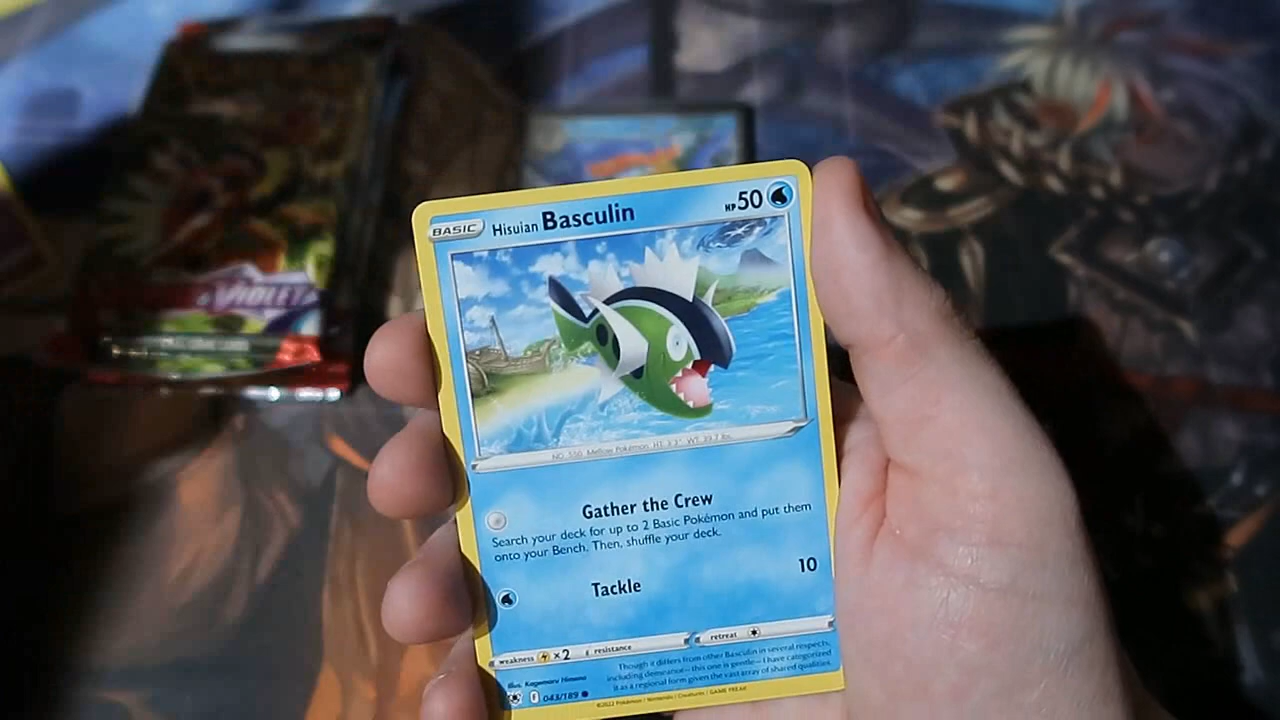 & VIOLET
BASIC Hisuian Basculin HP 50
NO. 550 Mellow Pokémon HT: 3'3" WT: 39.7 lbs.
Gather the Crew
Search your deck for up to 2 Basic Pokémon and put them
onto your Bench. Then, shuffle your deck.
Tackle 10
weakness ×2 resistance retreat
Though it differs from other Basculin in several respects,
including demeanor—this one is gentle—I have categorized
it as a regional form given the vast array of shared qualities.
Illus. Kagemaru Himeno
F 043/189
©2022 Pokémon / Nintendo / Creatures / GAME FREAK